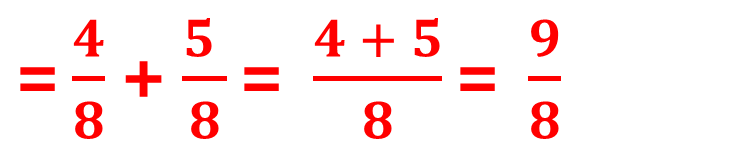 = 4/8 + 5/8 = (4 + 5)/8 = 9/8